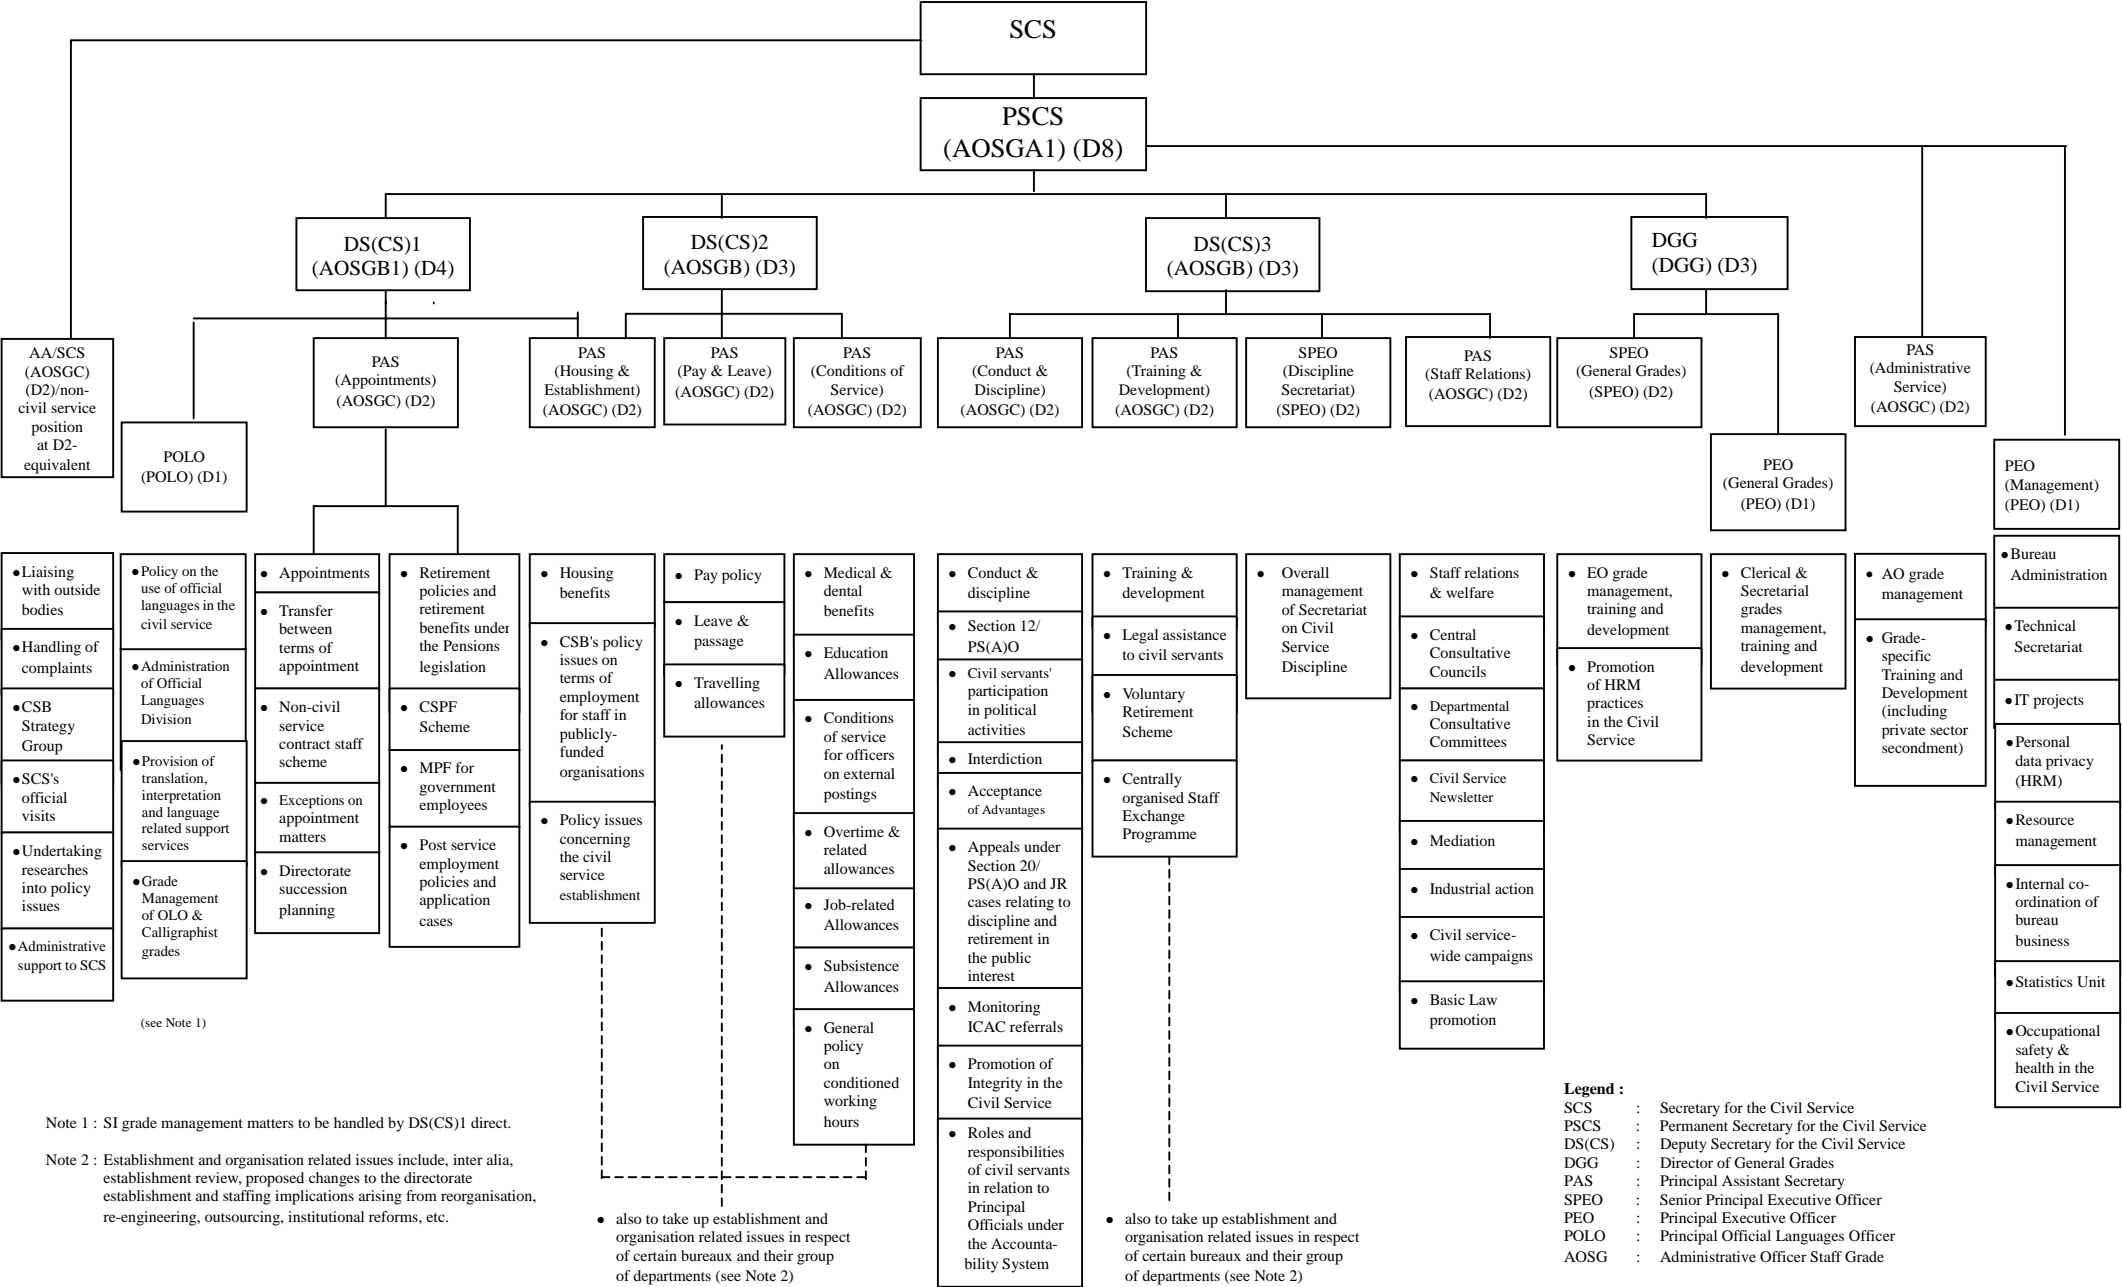 SCS
PSCS
(AOSGA1) (D8)
DS(CS)1
(AOSGB1) (D4)
DS(CS)2
(AOSGB) (D3)
DS(CS)3
(AOSGB) (D3)
DGG
(DGG) (D3)
AA/SCS
(AOSGC)
(D2)/non-
civil service
position
at D2-
equivalent
POLO
(POLO) (D1)
PAS
(Appointments)
(AOSGC) (D2)
PAS
(Housing &
Establishment)
(AOSGC) (D2)
PAS
(Pay & Leave)
(AOSGC) (D2)
PAS
(Conditions of
Service)
(AOSGC) (D2)
PAS
(Conduct &
Discipline)
(AOSGC) (D2)
PAS
(Training &
Development)
(AOSGC) (D2)
SPEO
(Discipline
Secretariat)
(SPEO) (D2)
PAS
(Staff Relations)
(AOSGC) (D2)
SPEO
(General Grades)
(SPEO) (D2)
PEO
(General Grades)
(PEO) (D1)
PAS
(Administrative
Service)
(AOSGC) (D2)
PEO
(Management)
(PEO) (D1)
●Liaising
with outside
bodies
●Handling of
complaints
●CSB
Strategy
Group
●SCS's
official
visits
●Undertaking
researches
into policy
issues
●Administrative
support to SCS
●Policy on the
use of official
languages in the
civil service
●Administration
of Official
Languages
Division
●Provision of
translation,
interpretation
and language
related support
services
●Grade
Management
of OLO &
Calligraphist
grades
(see Note 1)
● Appointments
● Transfer
between
terms of
appointment
● Non-civil
service
contract staff
scheme
● Exceptions on
appointment
matters
● Directorate
succession
planning
● Retirement
policies and
retirement
benefits under
the Pensions
legislation
● CSPF
Scheme
● MPF for
government
employees
● Post service
employment
policies and
application
cases
● Housing
benefits
● CSB's policy
issues on
terms of
employment
for staff in
publicly-
funded
organisations
● Policy issues
concerning
the civil
service
establishment
● Pay policy
● Leave &
passage
● Travelling
allowances
● Medical &
dental
benefits
● Education
Allowances
● Conditions
of service
for officers
on external
postings
● Overtime &
related
allowances
● Job-related
Allowances
● Subsistence
Allowances
● General
policy
on
conditioned
working
hours
● Conduct &
discipline
● Section 12/
PS(A)O
● Civil servants'
participation
in political
activities
● Interdiction
● Acceptance
of Advantages
● Appeals under
Section 20/
PS(A)O and JR
cases relating to
discipline and
retirement in
the public
interest
● Monitoring
ICAC referrals
● Promotion of
Integrity in the
Civil Service
● Roles and
responsibilities
of civil servants
in relation to
Principal
Officials under
the Accounta-
bility System
● Training &
development
● Legal assistance
to civil servants
● Voluntary
Retirement
Scheme
● Centrally
organised Staff
Exchange
Programme
● Overall
management
of Secretariat
on Civil
Service
Discipline
● Staff relations
& welfare
● Central
Consultative
Councils
● Departmental
Consultative
Committees
● Civil Service
Newsletter
● Mediation
● Industrial action
● Civil service-
wide campaigns
● Basic Law
promotion
● EO grade
management,
training and
development
● Promotion
of HRM
practices
in the Civil
Service
● Clerical &
Secretarial
grades
management,
training and
development
● AO grade
management
● Grade-
specific
Training and
Development
(including
private sector
secondment)
●Bureau
Administration
●Technical
Secretariat
●IT projects
●Personal
data privacy
(HRM)
●Resource
management
●Internal co-
ordination of
bureau
business
●Statistics Unit
●Occupational
safety &
health in the
Civil Service
Note 1 : SI grade management matters to be handled by DS(CS)1 direct.
Note 2 : Establishment and organisation related issues include, inter alia,
establishment review, proposed changes to the directorate
establishment and staffing implications arising from reorganisation,
re-engineering, outsourcing, institutional reforms, etc.
● also to take up establishment and
organisation related issues in respect
of certain bureaux and their group
of departments (see Note 2)
● also to take up establishment and
organisation related issues in respect
of certain bureaux and their group
of departments (see Note 2)
Legend :
SCS : Secretary for the Civil Service
PSCS : Permanent Secretary for the Civil Service
DS(CS) : Deputy Secretary for the Civil Service
DGG : Director of General Grades
PAS : Principal Assistant Secretary
SPEO : Senior Principal Executive Officer
PEO : Principal Executive Officer
POLO : Principal Official Languages Officer
AOSG : Administrative Officer Staff Grade